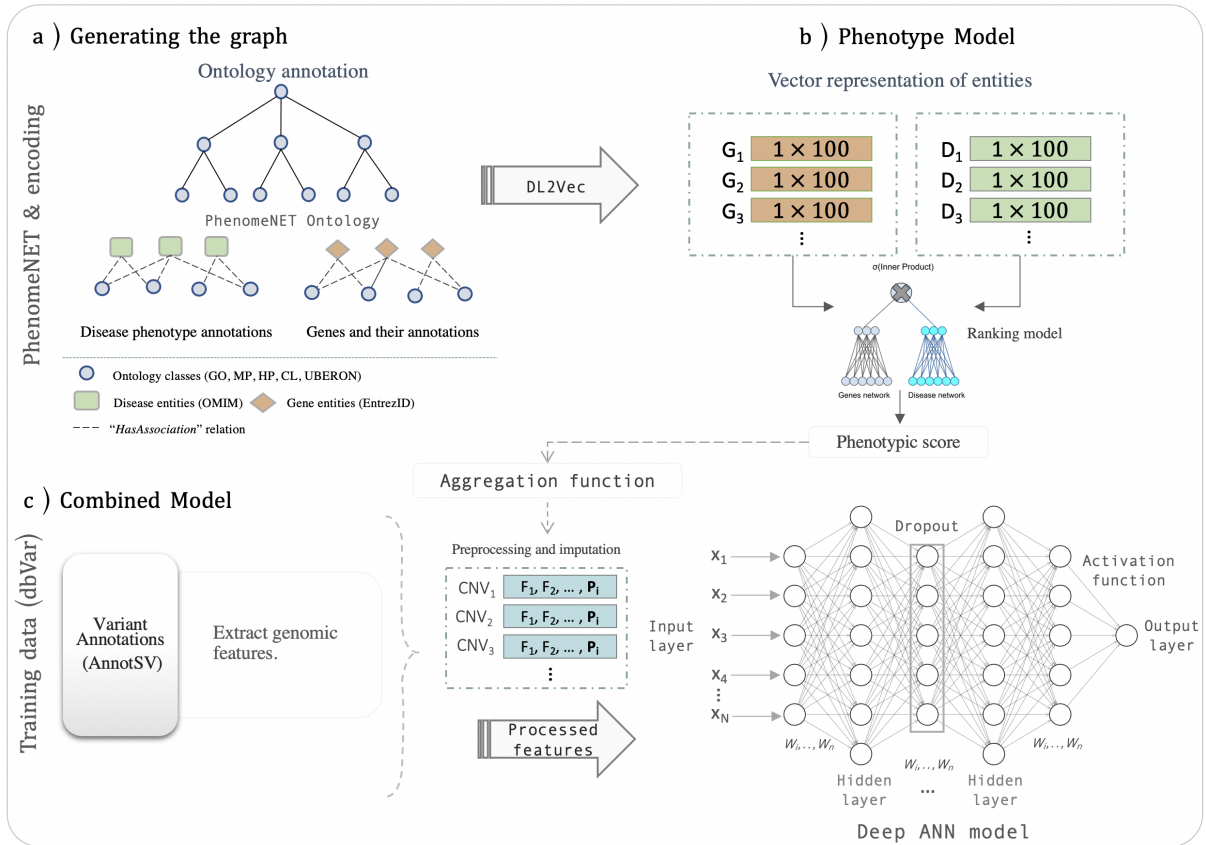 a ) Generating the graph
Ontology annotation
PhenomeNET Ontology
Disease phenotype annotations
Genes and their annotations
Ontology classes (GO, MP, HP, CL, UBERON)
Disease entities (OMIM)
Gene entities (EntrezID)
“HasAssociation” relation
PhenomeNET & encoding
DL2Vec
b ) Phenotype Model
Vector representation of entities
G1 1 × 100
G2 1 × 100
G3 1 × 100
⋮
D1 1 × 100
D2 1 × 100
D3 1 × 100
⋮
σ(Inner Product)
Ranking model
Genes network
Disease network
Phenotypic score
Aggregation function
c ) Combined Model
Training data (dbVar)
Variant
Annotations
(AnnotSV)
Extract genomic
features.
Preprocessing and imputation
CNV1 F1, F2, ... , Pi
CNV2 F1, F2, ... , Pi
CNV3 F1, F2, ... , Pi
⋮
Processed
features
Input
layer
x1
x2
x3
x4
⋮
xN
Dropout
Activation
function
Output
layer
Wi,..,Wn
Wi,..,Wn
Wi,..,Wn
Hidden
layer
...
Hidden
layer
Deep ANN model